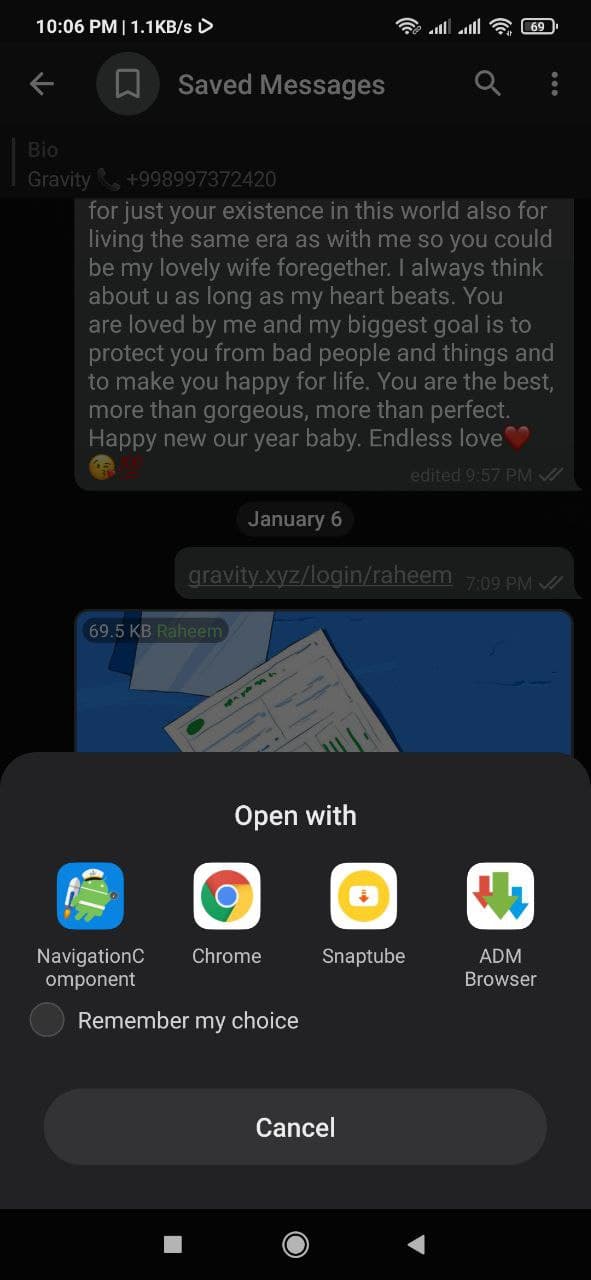 10:06 PM | 1.1KB/s
69
Saved Messages
Bio
Gravity 📞 +998997372420
for just your existence in this world also for
living the same era as with me so you could
be my lovely wife foregether. I always think
about u as long as my heart beats. You
are loved by me and my biggest goal is to
protect you from bad people and things and
to make you happy for life. You are the best,
more than gorgeous, more than perfect.
Happy new our year baby. Endless love❤️
😘💯
edited 9:57 PM
January 6
gravity.xyz/login/raheem 7:09 PM
69.5 KB Raheem
Open with
NavigationC
omponent
Chrome
Snaptube
ADM
Browser
Remember my choice
Cancel